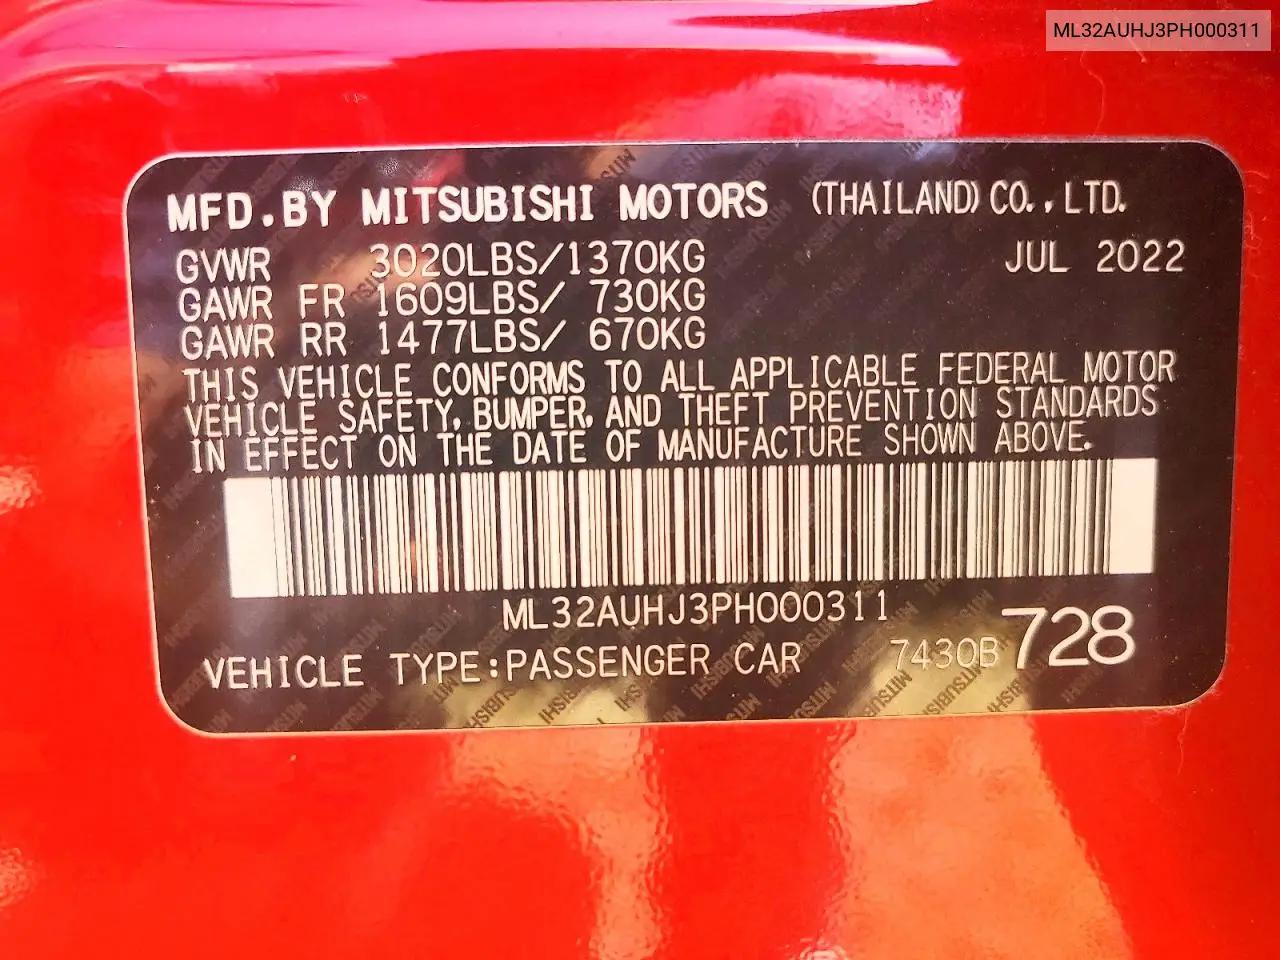 ML32AUHJ3PH000311
MFD.BY MITSUBISHI MOTORS (THAILAND) CO.,LTD.
GVWR 3020LBS/1370KG JUL 2022
GAWR FR 1609LBS/ 730KG
GAWR RR 1477LBS/ 670KG
THIS VEHICLE CONFORMS TO ALL APPLICABLE FEDERAL MOTOR
VEHICLE SAFETY, BUMPER, AND THEFT PREVENTION STANDARDS
IN EFFECT ON THE DATE OF MANUFACTURE SHOWN ABOVE.
ML32AUHJ3PH000311
VEHICLE TYPE:PASSENGER CAR 7430B 728